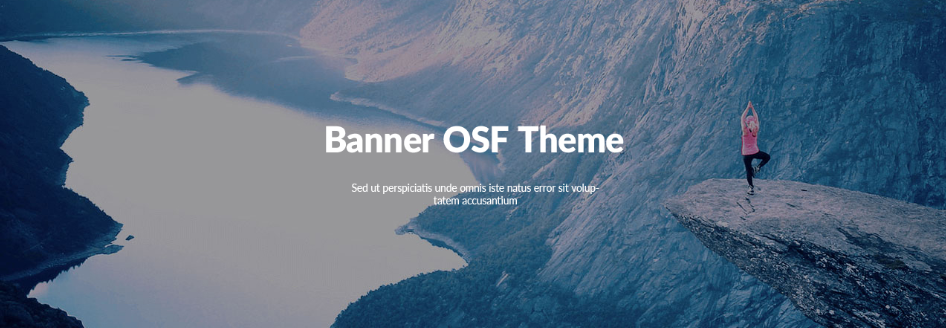 Banner OSF Theme
Sed ut perspiciatis unde omnis iste natus error sit volup-
tatem accusantium